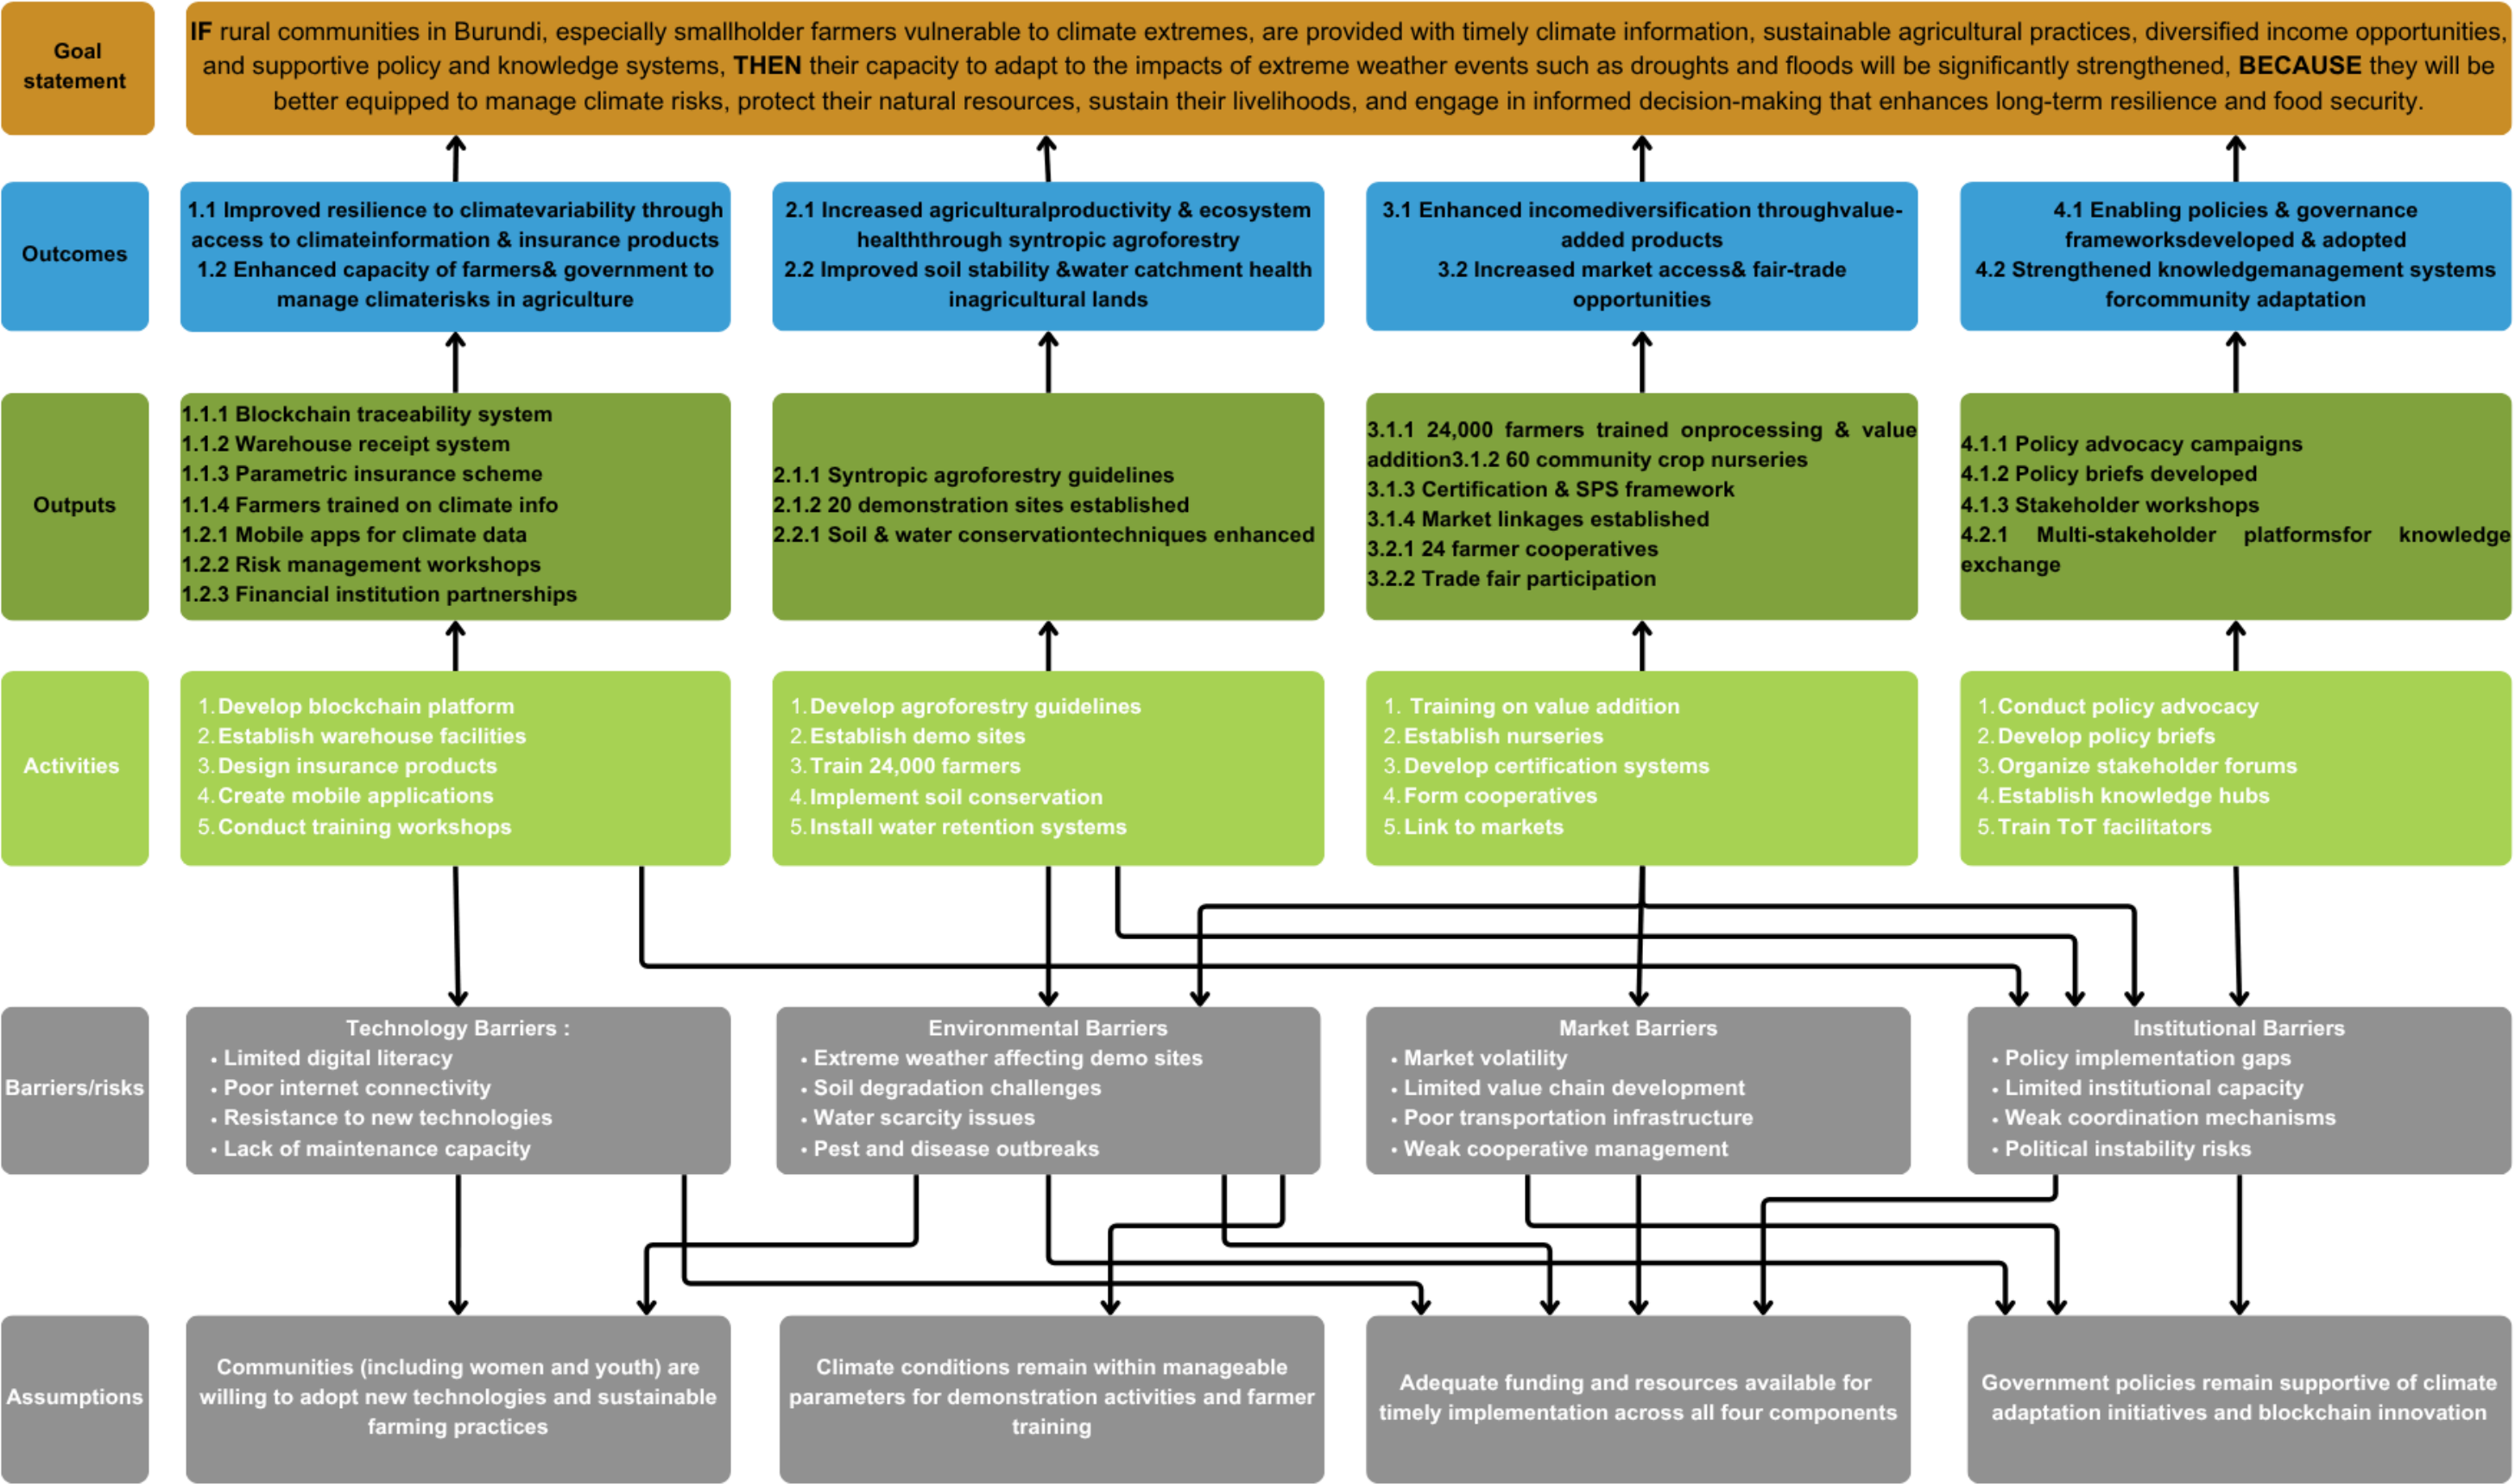 Goal
statement
IF rural communities in Burundi, especially smallholder farmers vulnerable to climate extremes, are provided with timely climate information, sustainable agricultural practices, diversified income opportunities,
and supportive policy and knowledge systems, THEN their capacity to adapt to the impacts of extreme weather events such as droughts and floods will be significantly strengthened, BECAUSE they will be
better equipped to manage climate risks, protect their natural resources, sustain their livelihoods, and engage in informed decision-making that enhances long-term resilience and food security.
Outcomes
1.1 Improved resilience to climatevariability through
access to climateinformation & insurance products
1.2 Enhanced capacity of farmers& government to
manage climaterisks in agriculture
2.1 Increased agriculturalproductivity & ecosystem
healththrough syntropic agroforestry
2.2 Improved soil stability &water catchment health
inagricultural lands
3.1 Enhanced incomediversification throughvalue-
added products
3.2 Increased market access& fair-trade
opportunities
4.1 Enabling policies & governance
frameworksdeveloped & adopted
4.2 Strengthened knowledgemanagement systems
forcommunity adaptation
Outputs
1.1.1 Blockchain traceability system
1.1.2 Warehouse receipt system
1.1.3 Parametric insurance scheme
1.1.4 Farmers trained on climate info
1.2.1 Mobile apps for climate data
1.2.2 Risk management workshops
1.2.3 Financial institution partnerships
2.1.1 Syntropic agroforestry guidelines
2.1.2 20 demonstration sites established
2.2.1 Soil & water conservationtechniques enhanced
3.1.1 24,000 farmers trained onprocessing & value
addition3.1.2 60 community crop nurseries
3.1.3 Certification & SPS framework
3.1.4 Market linkages established
3.2.1 24 farmer cooperatives
3.2.2 Trade fair participation
4.1.1 Policy advocacy campaigns
4.1.2 Policy briefs developed
4.1.3 Stakeholder workshops
4.2.1 Multi-stakeholder platformsfor knowledge
exchange
Activities
1. Develop blockchain platform
2. Establish warehouse facilities
3. Design insurance products
4. Create mobile applications
5. Conduct training workshops
1. Develop agroforestry guidelines
2. Establish demo sites
3. Train 24,000 farmers
4. Implement soil conservation
5. Install water retention systems
1. Training on value addition
2. Establish nurseries
3. Develop certification systems
4. Form cooperatives
5. Link to markets
1. Conduct policy advocacy
2. Develop policy briefs
3. Organize stakeholder forums
4. Establish knowledge hubs
5. Train ToT facilitators
Barriers/risks
Technology Barriers :
• Limited digital literacy
• Poor internet connectivity
• Resistance to new technologies
• Lack of maintenance capacity
Environmental Barriers
• Extreme weather affecting demo sites
• Soil degradation challenges
• Water scarcity issues
• Pest and disease outbreaks
Market Barriers
• Market volatility
• Limited value chain development
• Poor transportation infrastructure
• Weak cooperative management
Institutional Barriers
• Policy implementation gaps
• Limited institutional capacity
• Weak coordination mechanisms
• Political instability risks
Assumptions
Communities (including women and youth) are
willing to adopt new technologies and sustainable
farming practices
Climate conditions remain within manageable
parameters for demonstration activities and farmer
training
Adequate funding and resources available for
timely implementation across all four components
Government policies remain supportive of climate
adaptation initiatives and blockchain innovation